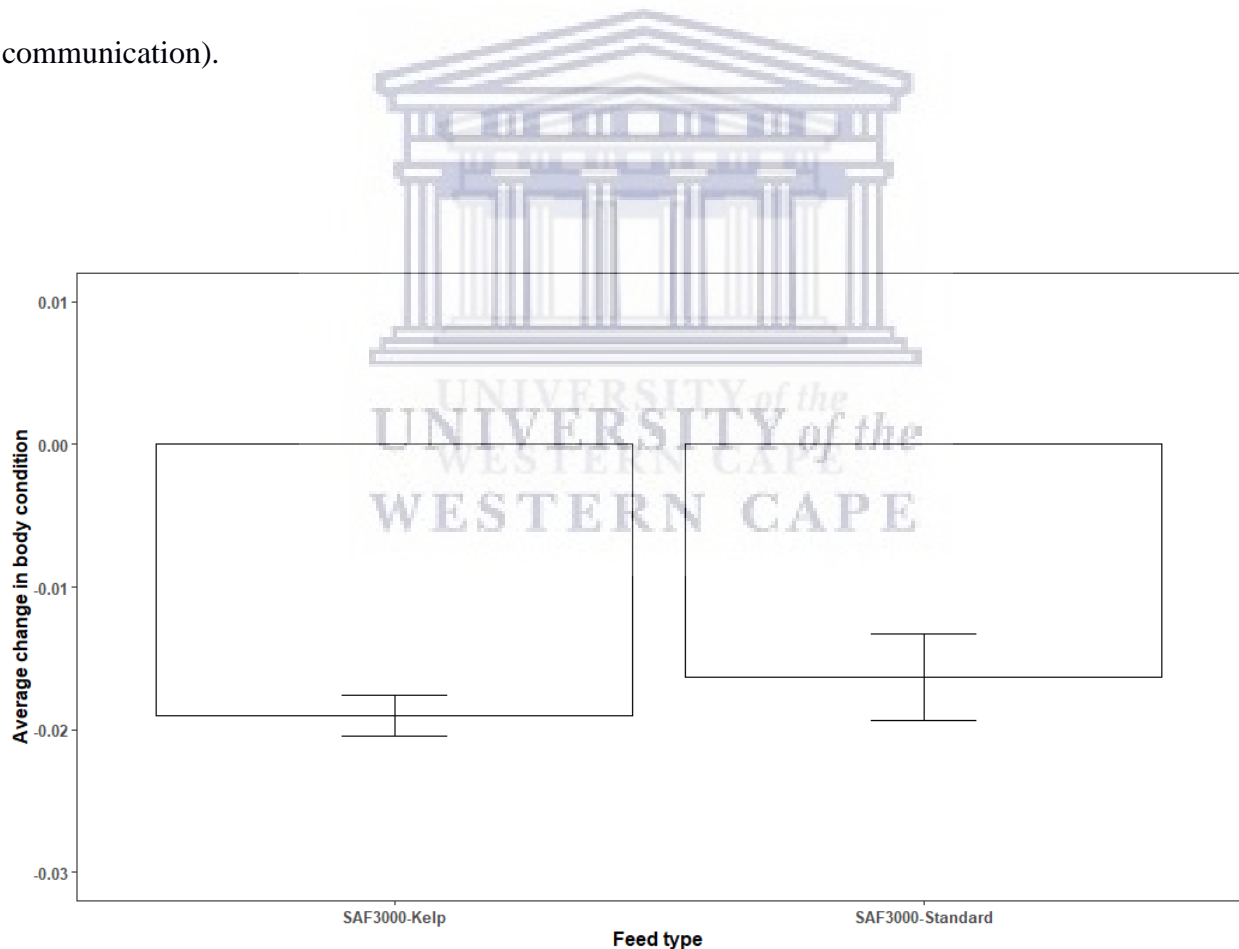 communication).
UNIVERSITY of the
WESTERN CAPE
0.01
0.00
-0.01
-0.02
-0.03
Average change in body condition
SAF3000-Kelp
SAF3000-Standard
Feed type